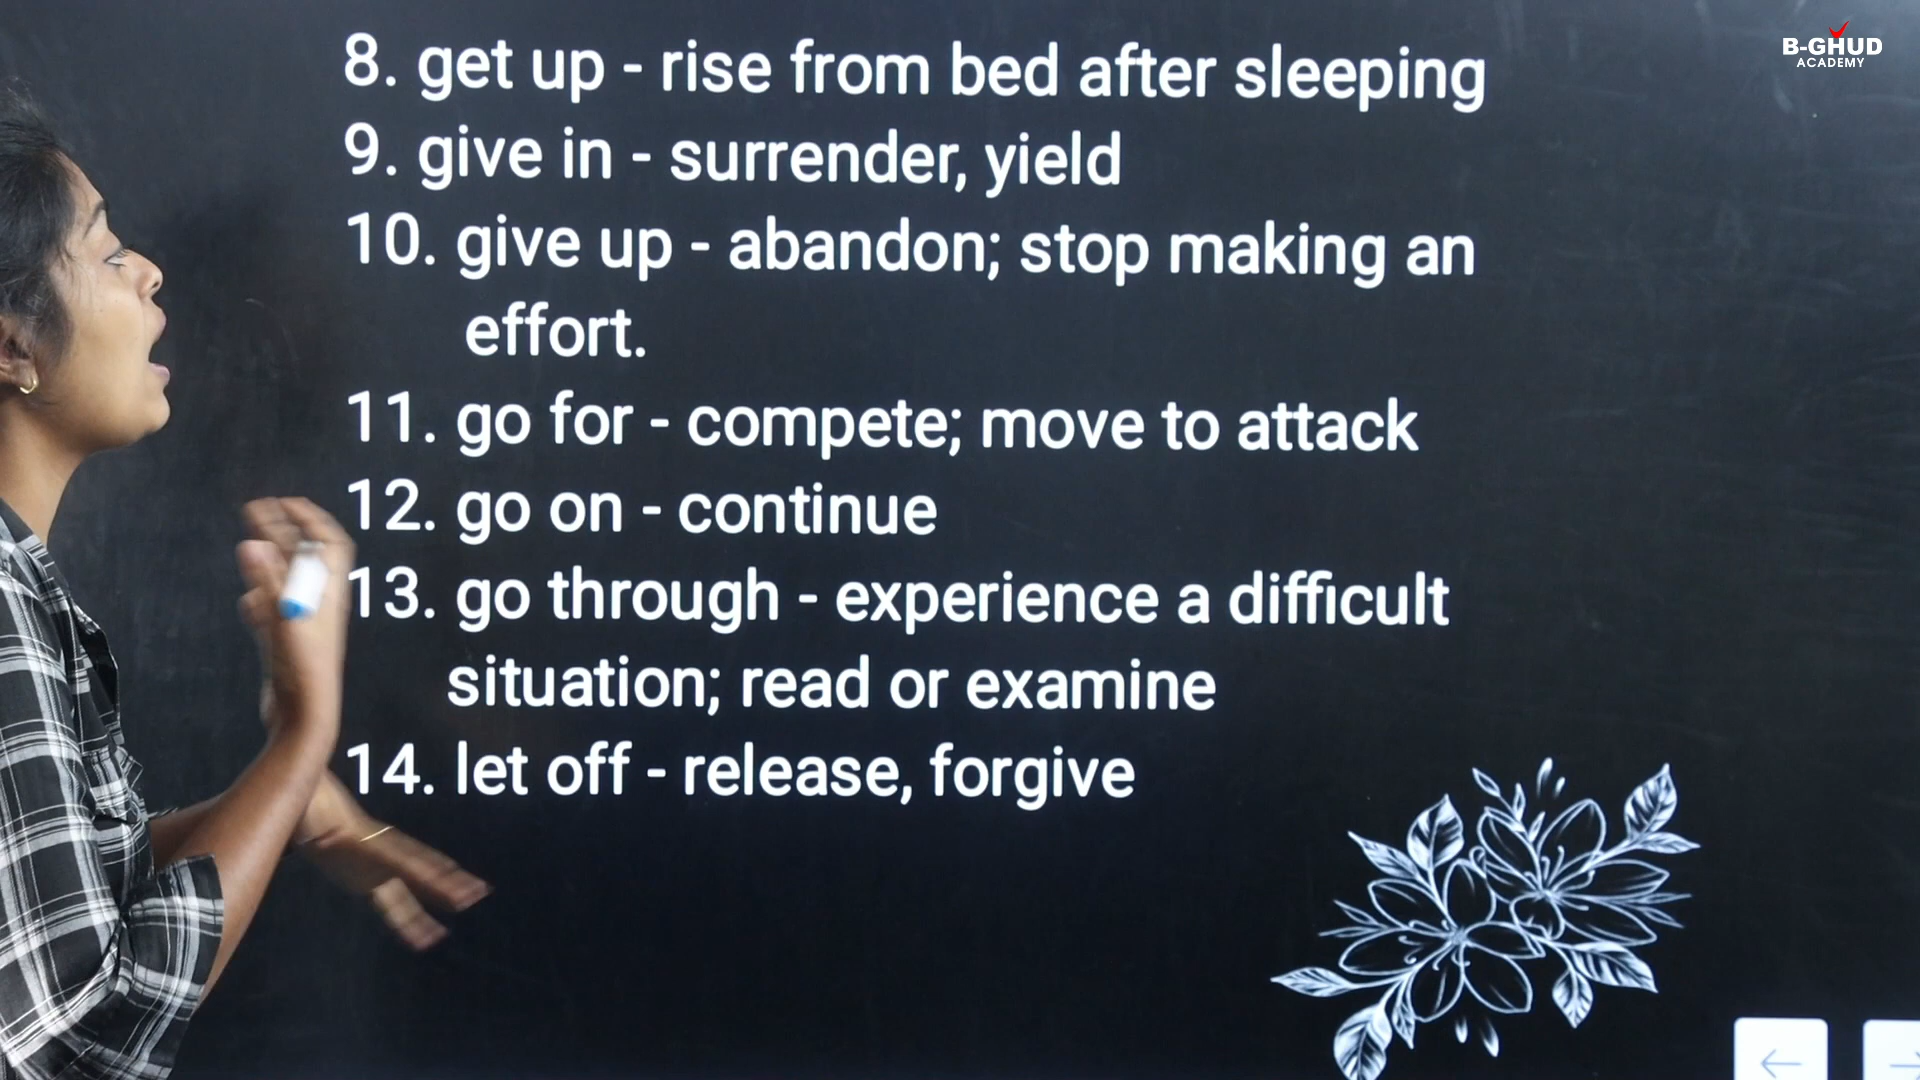 B-GHUD
ACADEMY
8. get up - rise from bed after sleeping
9. give in - surrender, yield
10. give up - abandon; stop making an
effort.
11. go for - compete; move to attack
12. go on - continue
13. go through - experience a difficult
situation; read or examine
14. let off - release, forgive